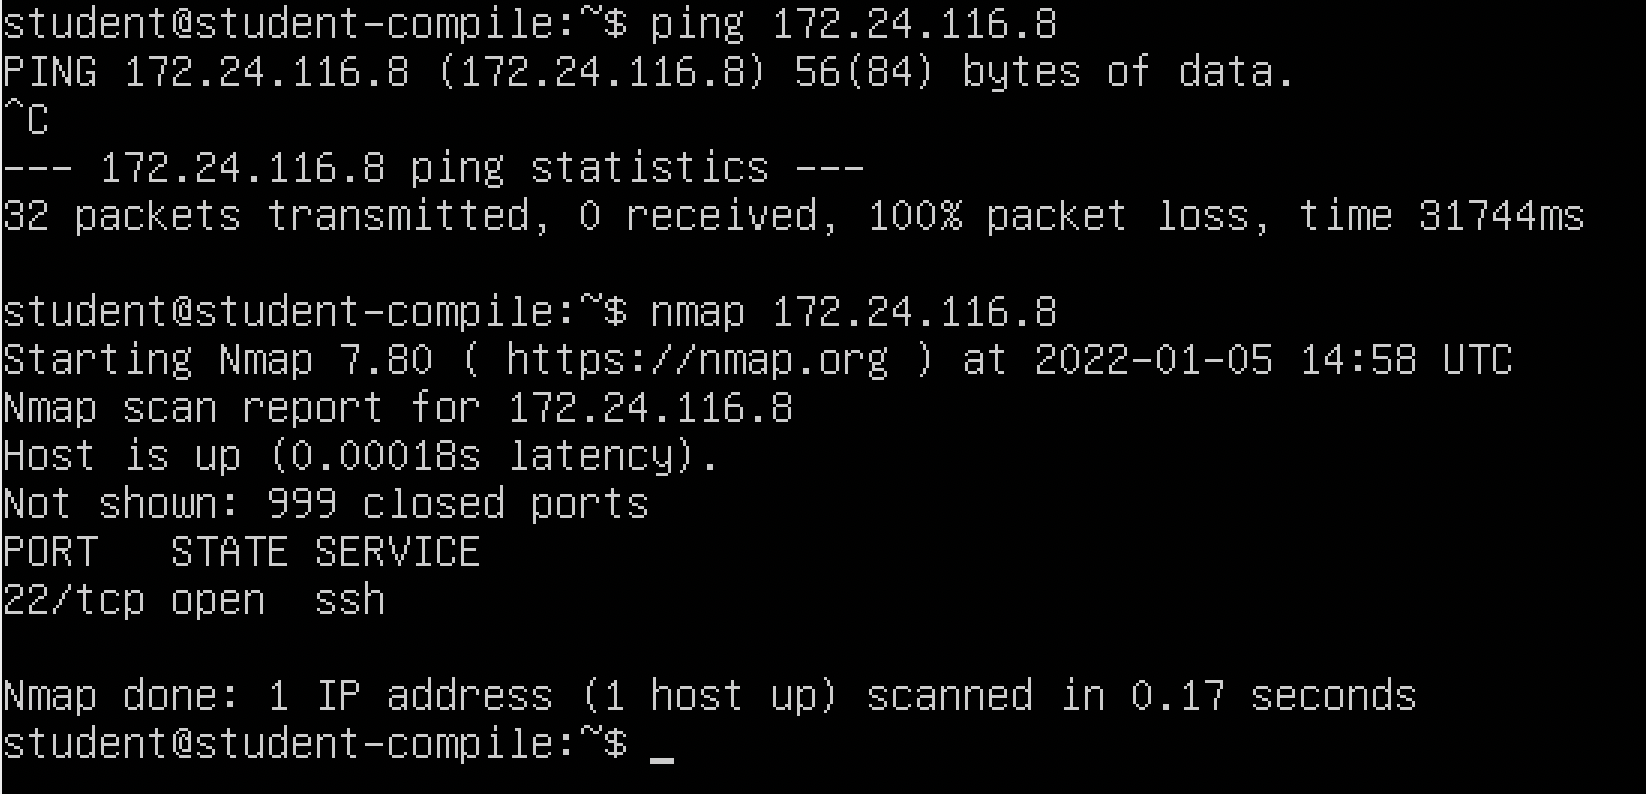 student@student-compile:~$ ping 172.24.116.8
PING 172.24.116.8 (172.24.116.8) 56(84) bytes of data.
^C
--- 172.24.116.8 ping statistics ---
32 packets transmitted, 0 received, 100% packet loss, time 31744ms

student@student-compile:~$ nmap 172.24.116.8
Starting Nmap 7.80 ( https://nmap.org ) at 2022-01-05 14:58 UTC
Nmap scan report for 172.24.116.8
Host is up (0.00018s latency).
Not shown: 999 closed ports
PORT   STATE SERVICE
22/tcp open  ssh

Nmap done: 1 IP address (1 host up) scanned in 0.17 seconds
student@student-compile:~$ _